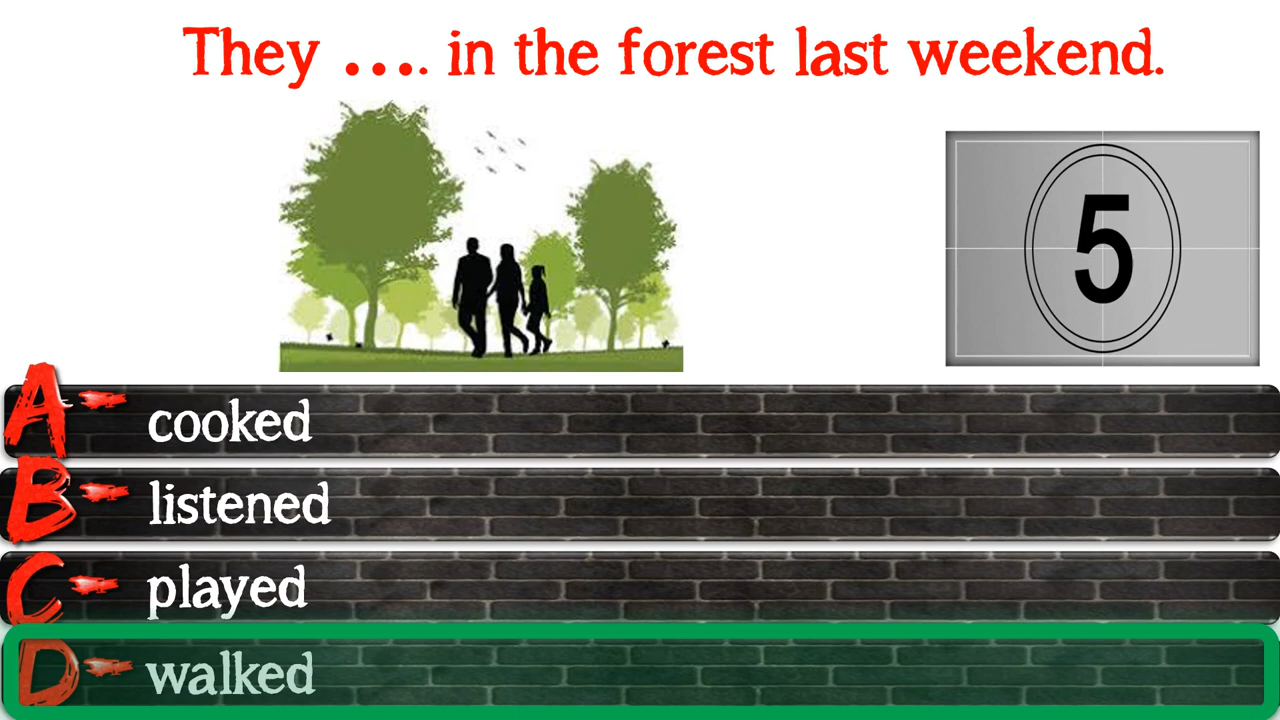 They .... in the forest last weekend.
5
A- cooked
B- listened
C- played
D- walked